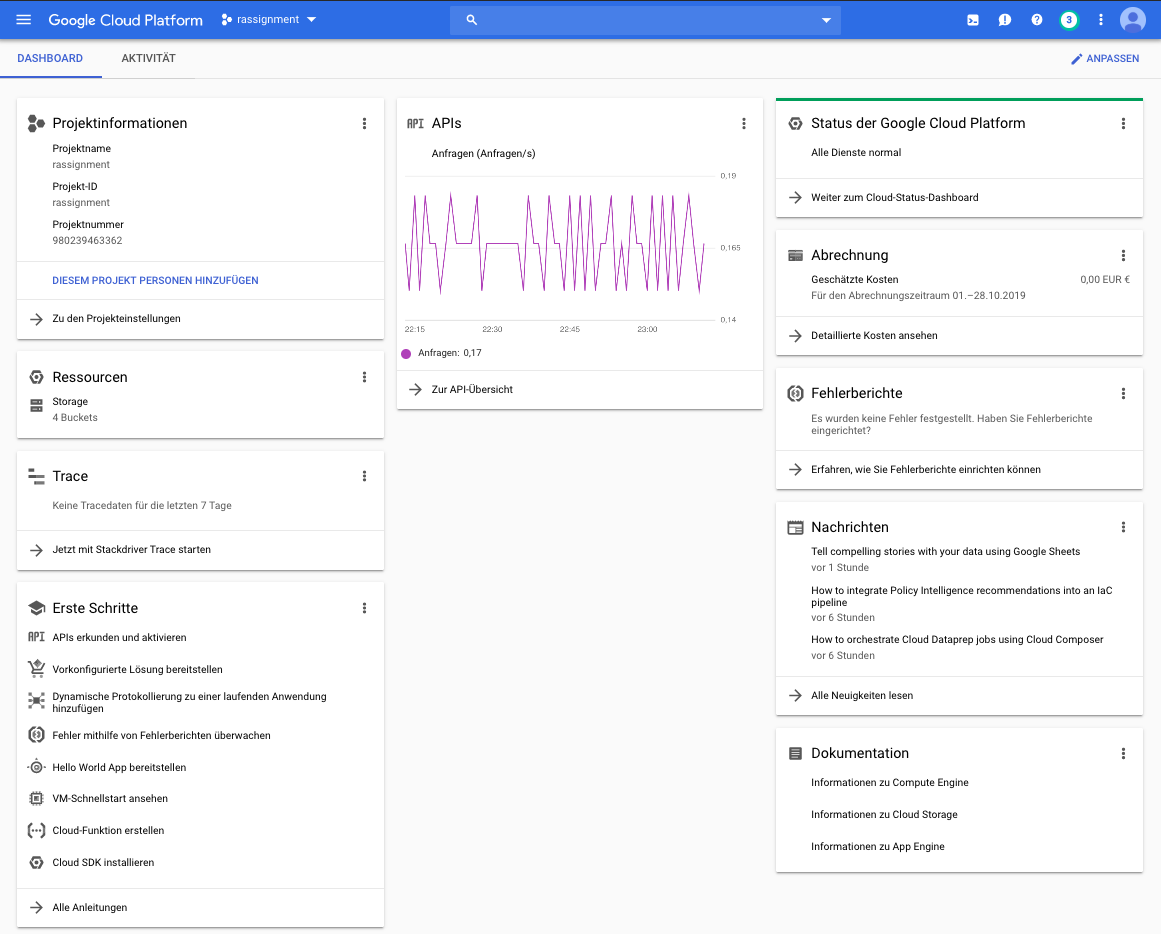 Google Cloud Platform
rassignment
3
DASHBOARD
AKTIVITÄT
ANPASSEN
Projektinformationen
Projektname
rassignment
Projekt-ID
rassignment
Projektnummer
980239463362
DIESEM PROJEKT PERSONEN HINZUFÜGEN
Zu den Projekteinstellungen
Ressourcen
Storage
4 Buckets
Trace
Keine Tracedaten für die letzten 7 Tage
Jetzt mit Stackdriver Trace starten
Erste Schritte
API APIs erkunden und aktivieren
Vorkonfigurierte Lösung bereitstellen
Dynamische Protokollierung zu einer laufenden Anwendung
hinzufügen
Fehler mithilfe von Fehlerberichten überwachen
Hello World App bereitstellen
VM-Schnellstart ansehen
Cloud-Funktion erstellen
Cloud SDK installieren
Alle Anleitungen
API APIs
Anfragen (Anfragen/s)
0,19
0,165
0,14
22:15 22:30 22:45 23:00
Anfragen: 0,17
Zur API-Übersicht
Status der Google Cloud Platform
Alle Dienste normal
Weiter zum Cloud-Status-Dashboard
Abrechnung
Geschätzte Kosten 0,00 EUR €
Für den Abrechnungszeitraum 01.–28.10.2019
Detaillierte Kosten ansehen
Fehlerberichte
Es wurden keine Fehler festgestellt. Haben Sie Fehlerberichte
eingerichtet?
Erfahren, wie Sie Fehlerberichte einrichten können
Nachrichten
Tell compelling stories with your data using Google Sheets
vor 1 Stunde
How to integrate Policy Intelligence recommendations into an IaC
pipeline
vor 6 Stunden
How to orchestrate Cloud Dataprep jobs using Cloud Composer
vor 6 Stunden
Alle Neuigkeiten lesen
Dokumentation
Informationen zu Compute Engine
Informationen zu Cloud Storage
Informationen zu App Engine